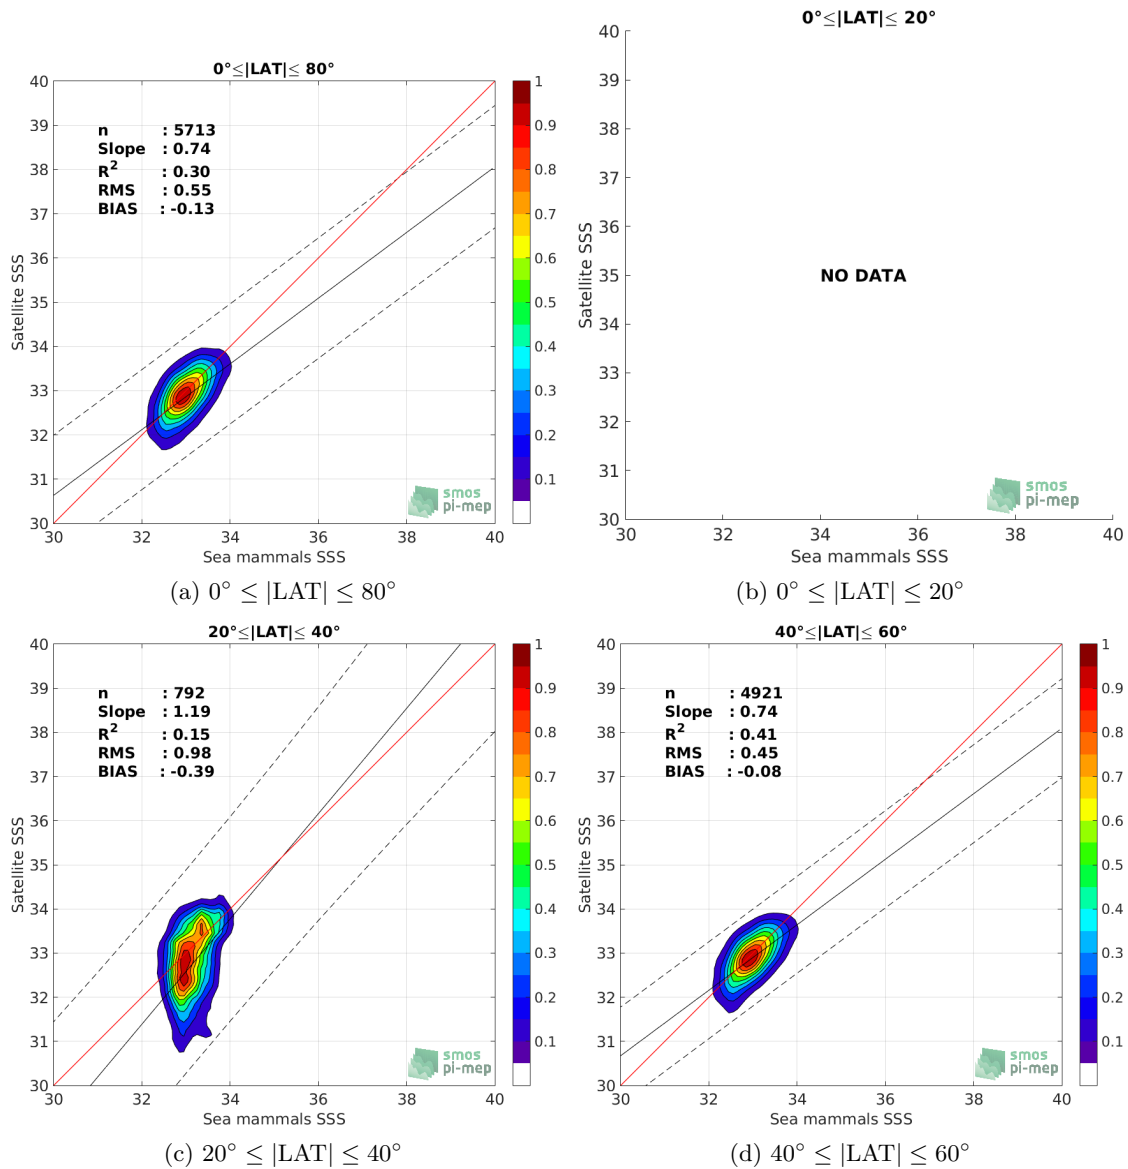 0°≤|LAT|≤ 80°
40
39
38
37
36
35
34
33
32
31
30
Satellite SSS
n : 5713
Slope : 0.74
R² : 0.30
RMS : 0.55
BIAS : -0.13
smos
pi-mep
30 32 34 36 38 40
Sea mammals SSS
1
0.9
0.8
0.7
0.6
0.5
0.4
0.3
0.2
0.1
(a) 0° ≤ |LAT| ≤ 80°
0°≤|LAT|≤ 20°
40
39
38
37
36
35
34
33
32
31
30
Satellite SSS
NO DATA
smos
pi-mep
30 32 34 36 38 40
Sea mammals SSS
(b) 0° ≤ |LAT| ≤ 20°
20°≤|LAT|≤ 40°
40
39
38
37
36
35
34
33
32
31
30
Satellite SSS
n : 792
Slope : 1.19
R² : 0.15
RMS : 0.98
BIAS : -0.39
smos
pi-mep
30 32 34 36 38 40
Sea mammals SSS
1
0.9
0.8
0.7
0.6
0.5
0.4
0.3
0.2
0.1
(c) 20° ≤ |LAT| ≤ 40°
40°≤|LAT|≤ 60°
40
39
38
37
36
35
34
33
32
31
30
Satellite SSS
n : 4921
Slope : 0.74
R² : 0.41
RMS : 0.45
BIAS : -0.08
smos
pi-mep
30 32 34 36 38 40
Sea mammals SSS
1
0.9
0.8
0.7
0.6
0.5
0.4
0.3
0.2
0.1
(d) 40° ≤ |LAT| ≤ 60°